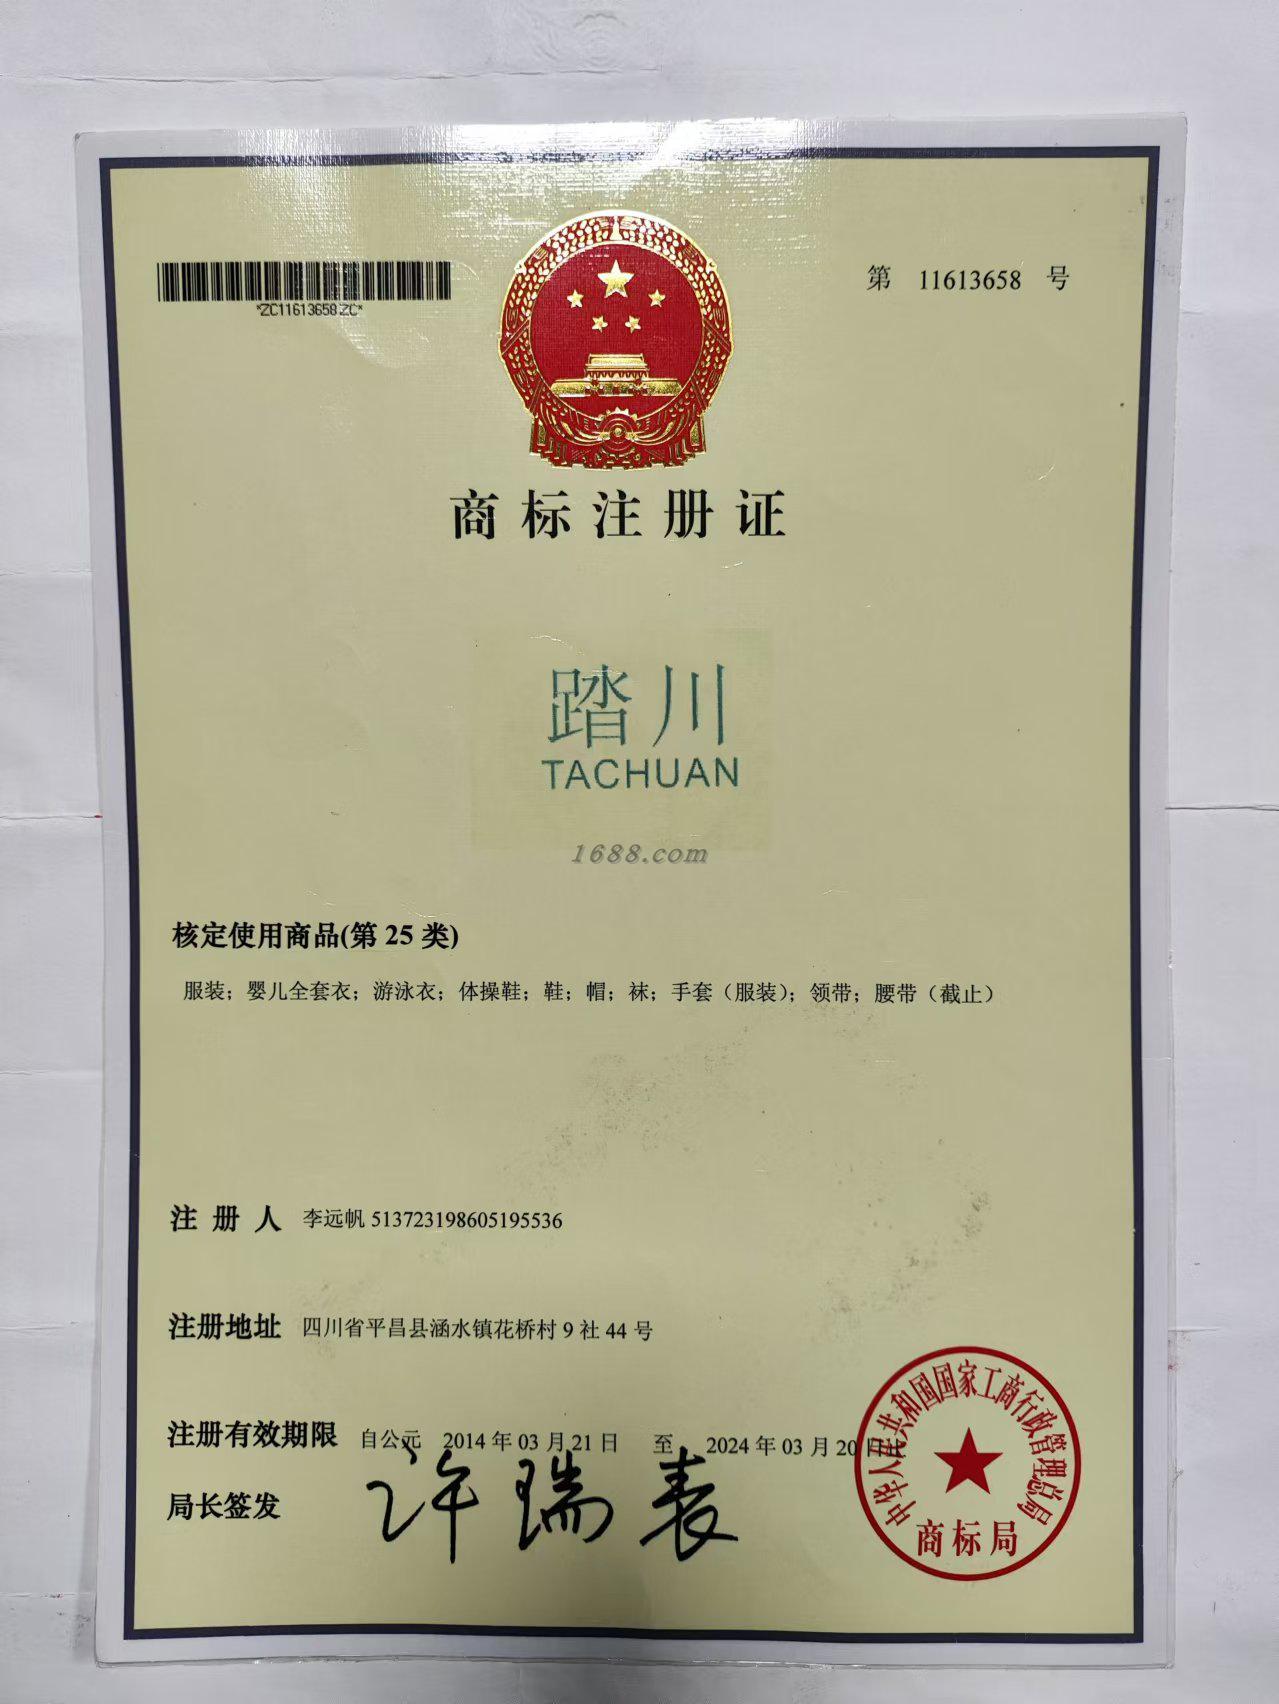 第 11613658 号
*ZC11613658ZC*
商标注册证
踏川
TACHUAN
1688.com
核定使用商品(第 25 类)
服装；婴儿全套衣；游泳衣；体操鞋；鞋；帽；袜；手套（服装）；领带；腰带（截止）
注 册 人 李远帆 513723198605195536
注册地址 四川省平昌县涵水镇花桥村 9 社 44 号
注册有效期限 自公元 2014 年 03 月 21 日 至 2024 年 03 月 20 日止
局长签发 许瑞表
中华人民共和国国家工商行政管理总局
商标局